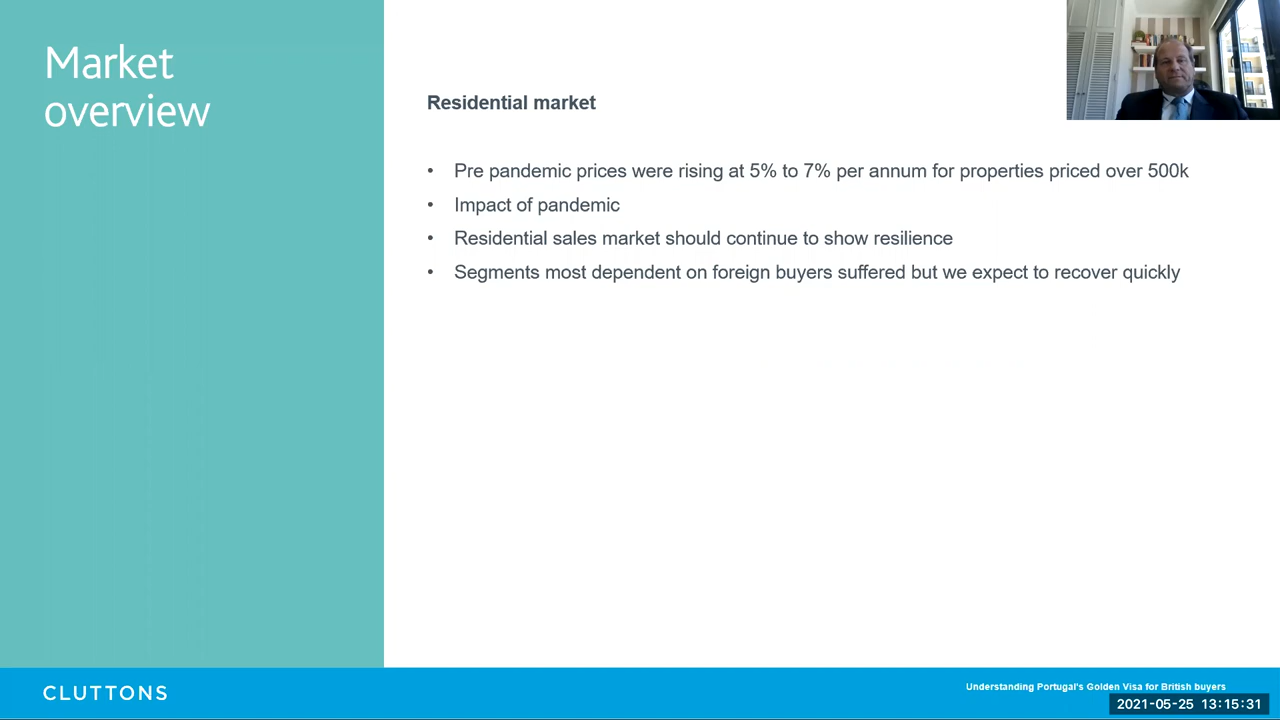 Market
overview
Residential market
• Pre pandemic prices were rising at 5% to 7% per annum for properties priced over 500k
• Impact of pandemic
• Residential sales market should continue to show resilience
• Segments most dependent on foreign buyers suffered but we expect to recover quickly
CLUTTONS
Understanding Portugal's Golden Visa for British buyers
2021-05-25 13:15:31